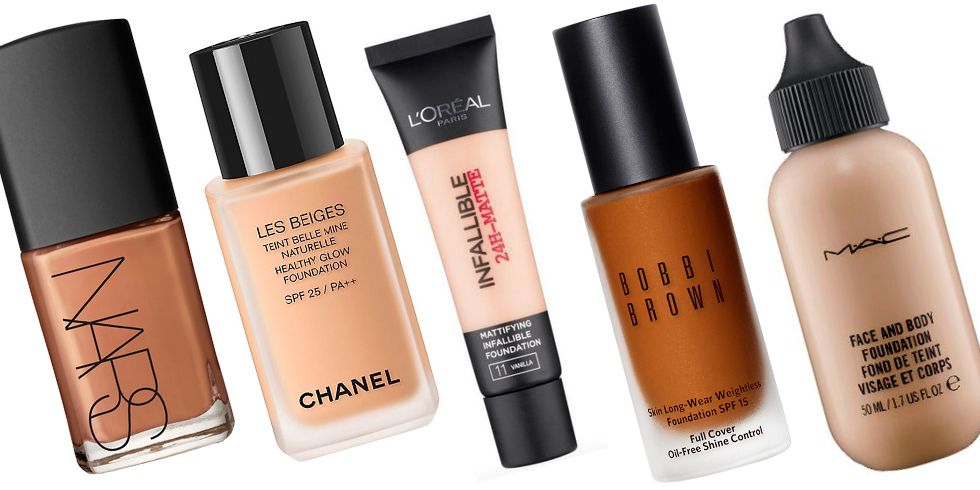 NARS
LES BEIGES
TEINT BELLE MINE
NATURELLE
HEALTHY GLOW
FOUNDATION
SPF 25 / PA++
CHANEL
L'ORÉAL
PARIS
INFALLIBLE
24H-MATTE
MATTIFYING
INFALLIBLE
FOUNDATION
11 VANILLA
BOBBI
BROWN
Skin Long-Wear Weightless
Foundation SPF 15
Full Cover
Oil-Free Shine Control
MAC
FACE AND BODY
FOUNDATION
FOND DE TEINT
VISAGE ET CORPS
50 ML / 1.7 US FL OZ ℮